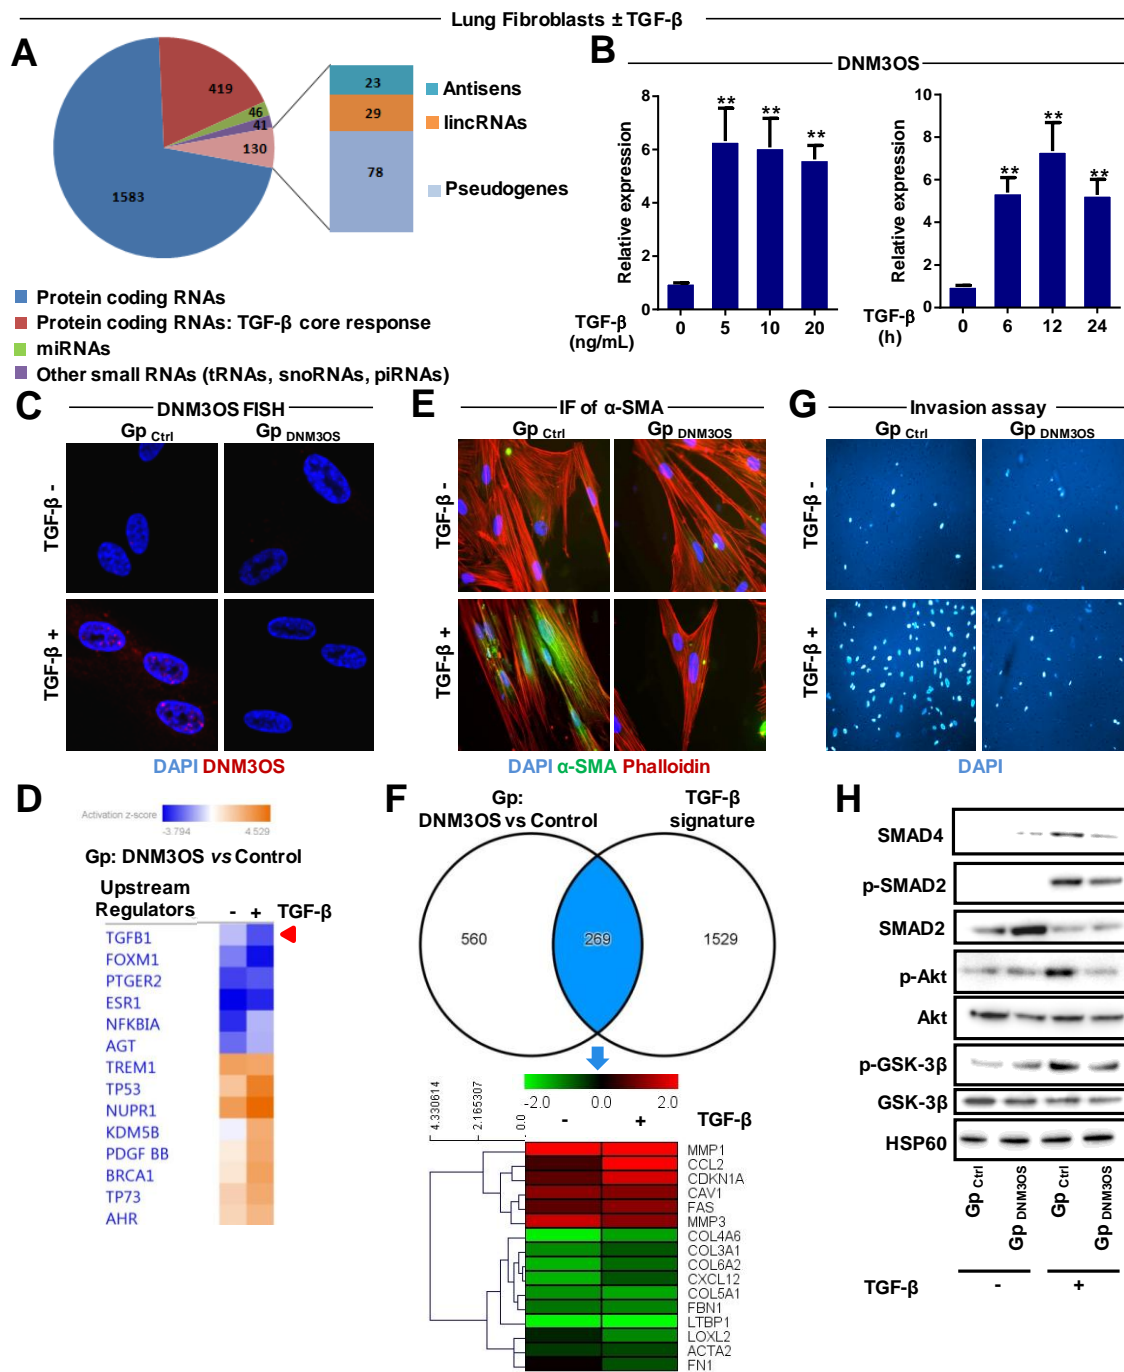 Lung Fibroblasts ± TGF-β
A
419
46
41
130
1583
23
29
78
Antisens
lincRNAs
Pseudogenes
Protein coding RNAs
Protein coding RNAs: TGF-β core response
miRNAs
Other small RNAs (tRNAs, snoRNAs, piRNAs)
B
DNM3OS
Relative expression
8
6
4
2
0
** ** **
TGF-β
(ng/mL)
0 5 10 20
Relative expression
10
8
6
4
2
0
** ** **
TGF-β
(h)
0 6 12 24
C
DNM3OS FISH
Gp Ctrl Gp DNM3OS
TGF-β -
TGF-β +
DAPI DNM3OS
E
IF of α-SMA
Gp Ctrl Gp DNM3OS
TGF-β -
TGF-β +
DAPI α-SMA Phalloidin
G
Invasion assay
Gp Ctrl Gp DNM3OS
TGF-β -
TGF-β +
DAPI
D
Activation z-score
-3.794 4.529
Gp: DNM3OS vs Control
Upstream
Regulators
- + TGF-β
TGFB1
FOXM1
PTGER2
ESR1
NFKBIA
AGT
TREM1
TP53
NUPR1
KDM5B
PDGF BB
BRCA1
TP73
AHR
F
Gp:
DNM3OS vs Control
TGF-β
signature
560 269 1529
4.330614
2.165307
0.0
-2.0 0.0 2.0
- + TGF-β
MMP1
CCL2
CDKN1A
CAV1
FAS
MMP3
COL4A6
COL3A1
COL6A2
CXCL12
COL5A1
FBN1
LTBP1
LOXL2
ACTA2
FN1
H
SMAD4
p-SMAD2
SMAD2
p-Akt
Akt
p-GSK-3β
GSK-3β
HSP60
Gp Ctrl
Gp DNM3OS
Gp Ctrl
Gp DNM3OS
TGF-β - +